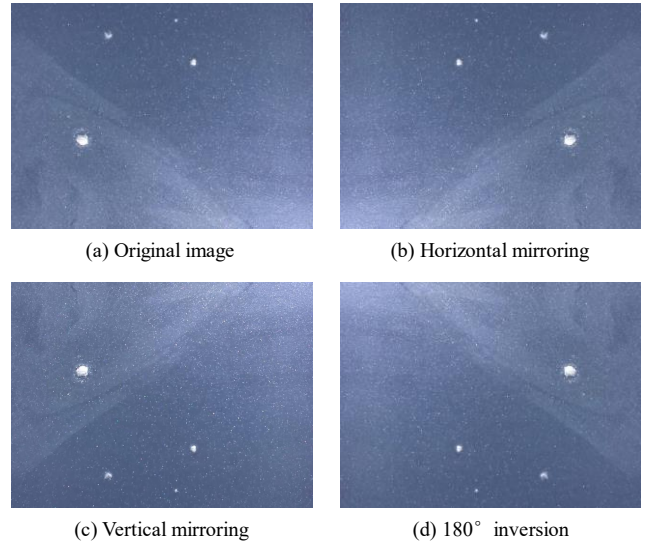 (a) Original image
(b) Horizontal mirroring
(c) Vertical mirroring
(d) 180° inversion